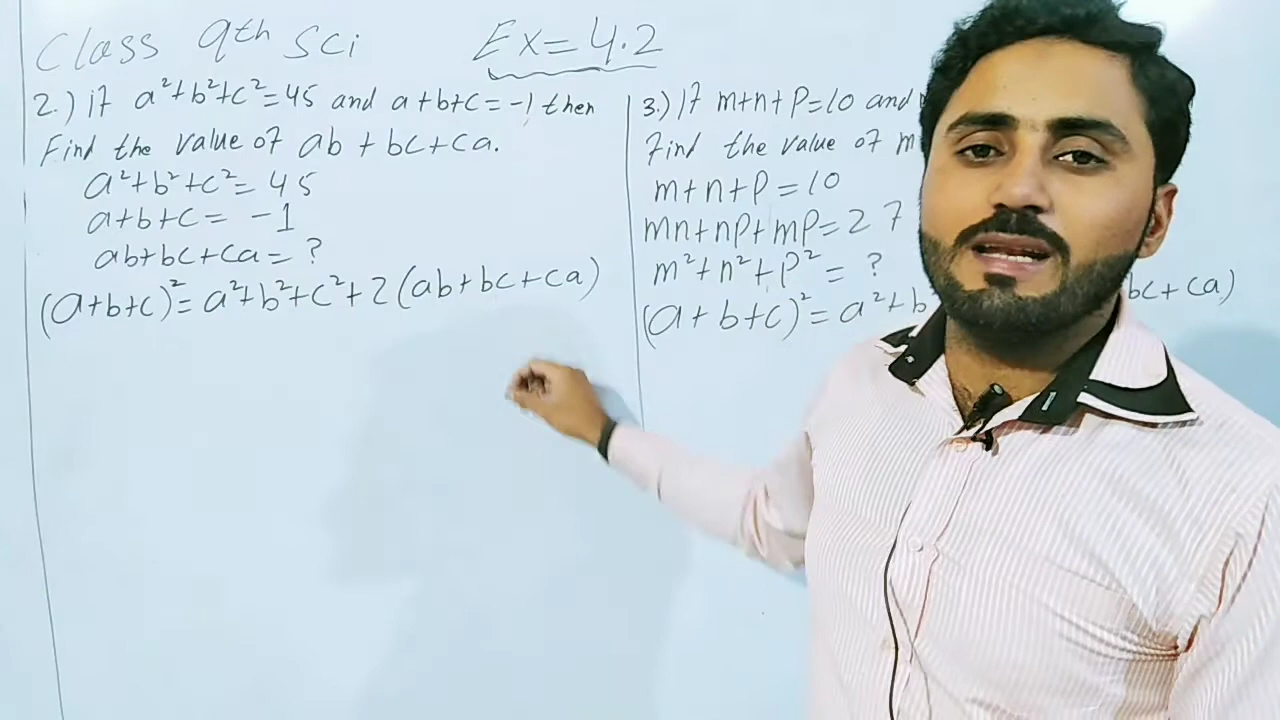 Class 9th Sci
Ex=4.2
2.) If a²+b²+c²=45 and a+b+c=-1 then
Find the value of ab+bc+ca.
a²+b²+c²=45
a+b+c=-1
ab+bc+ca=?
(a+b+c)²=a²+b²+c²+2(ab+bc+ca)
3.) If m+n+P=10 and
Find the value of m
m+n+P=10
mn+nP+mP=27
m²+n²+P²=?
(a+b+c)²=a²+b bc+ca)